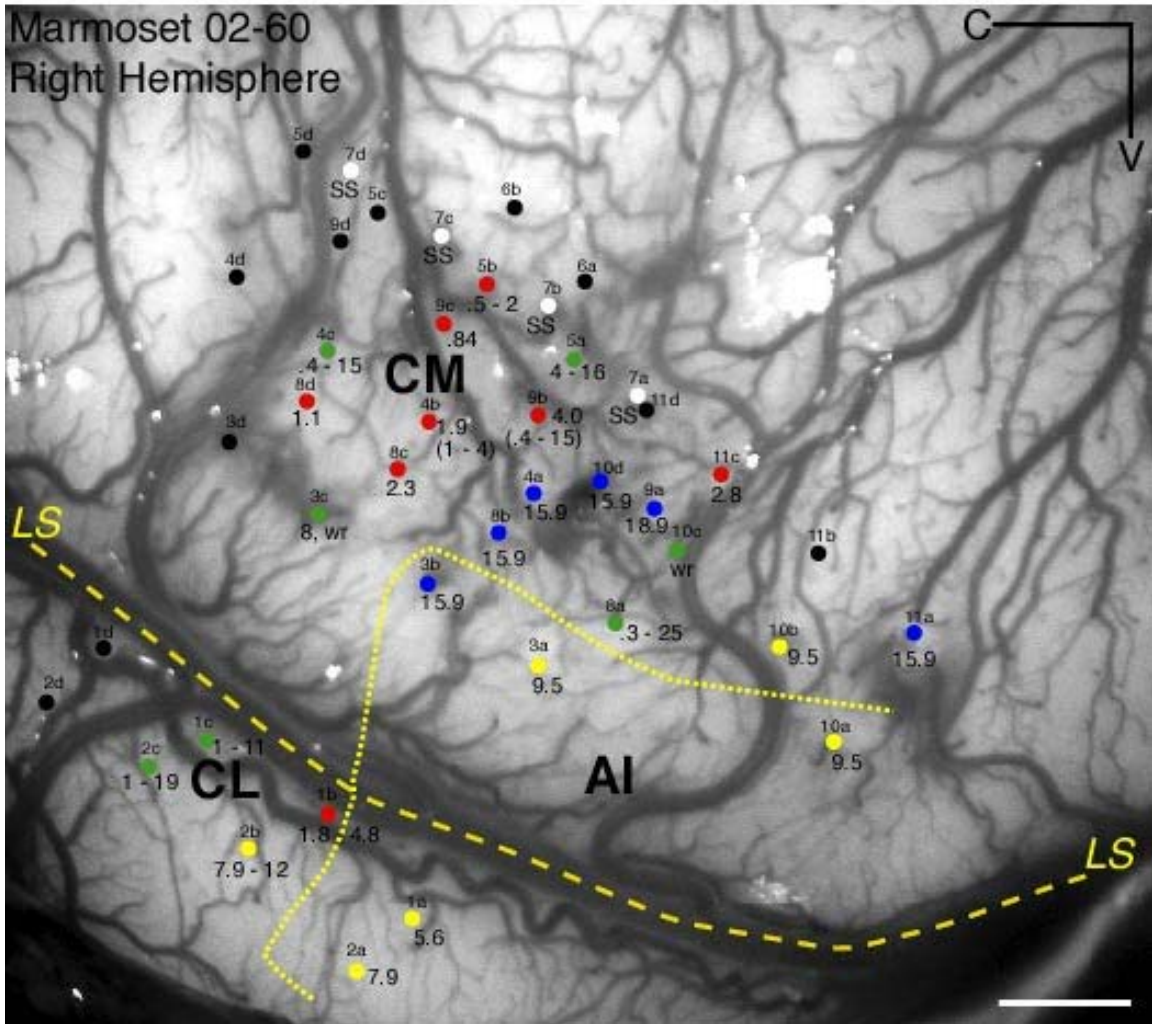 Marmoset 02-60
Right Hemisphere
C
V
5d
7d
SS
5c
6b
9d
7c
SS
4d
5b
.5 - 2
6a
7b
SS
9c
.84
4c
.4 - 15
5a
4 - 16
CM
8d
1.1
7a
SS
11d
4b
1.9
(1 - 4)
9b
4.0
(.4 - 15)
3d
8c
2.3
11c
2.8
4a
15.9
10d
15.9
9a
18.9
3c
8, wr
8b
15.9
10c
wr
11b
LS
3b
15.9
8a
.3 - 25
11a
15.9
10b
9.5
3a
9.5
1d
2d
1c
1 - 11
10a
9.5
2c
1 - 19
CL
AI
1b
1.8 - 4.8
2b
7.9 - 12
LS
1a
5.6
2a
7.9